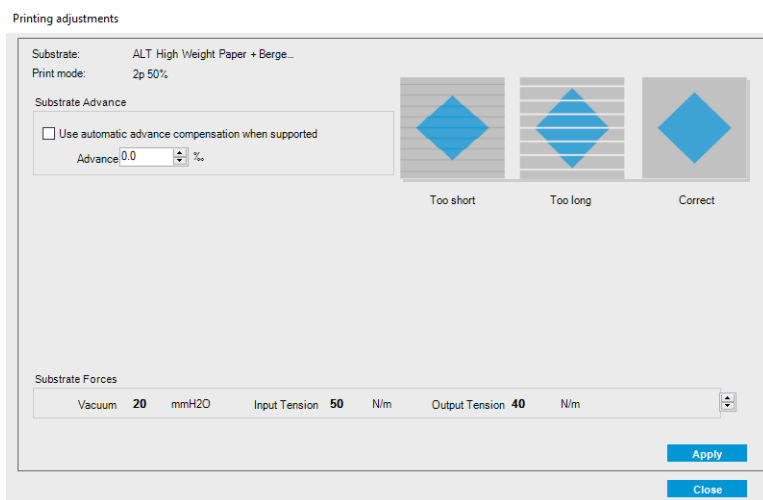 Printing adjustments
Substrate: ALT High Weight Paper + Berge...
Print mode: 2p 50%
Substrate Advance
Use automatic advance compensation when supported
Advance 0.0 ‰
Too short Too long Correct
Substrate Forces
Vacuum 20 mmH2O Input Tension 50 N/m Output Tension 40 N/m
Apply
Close